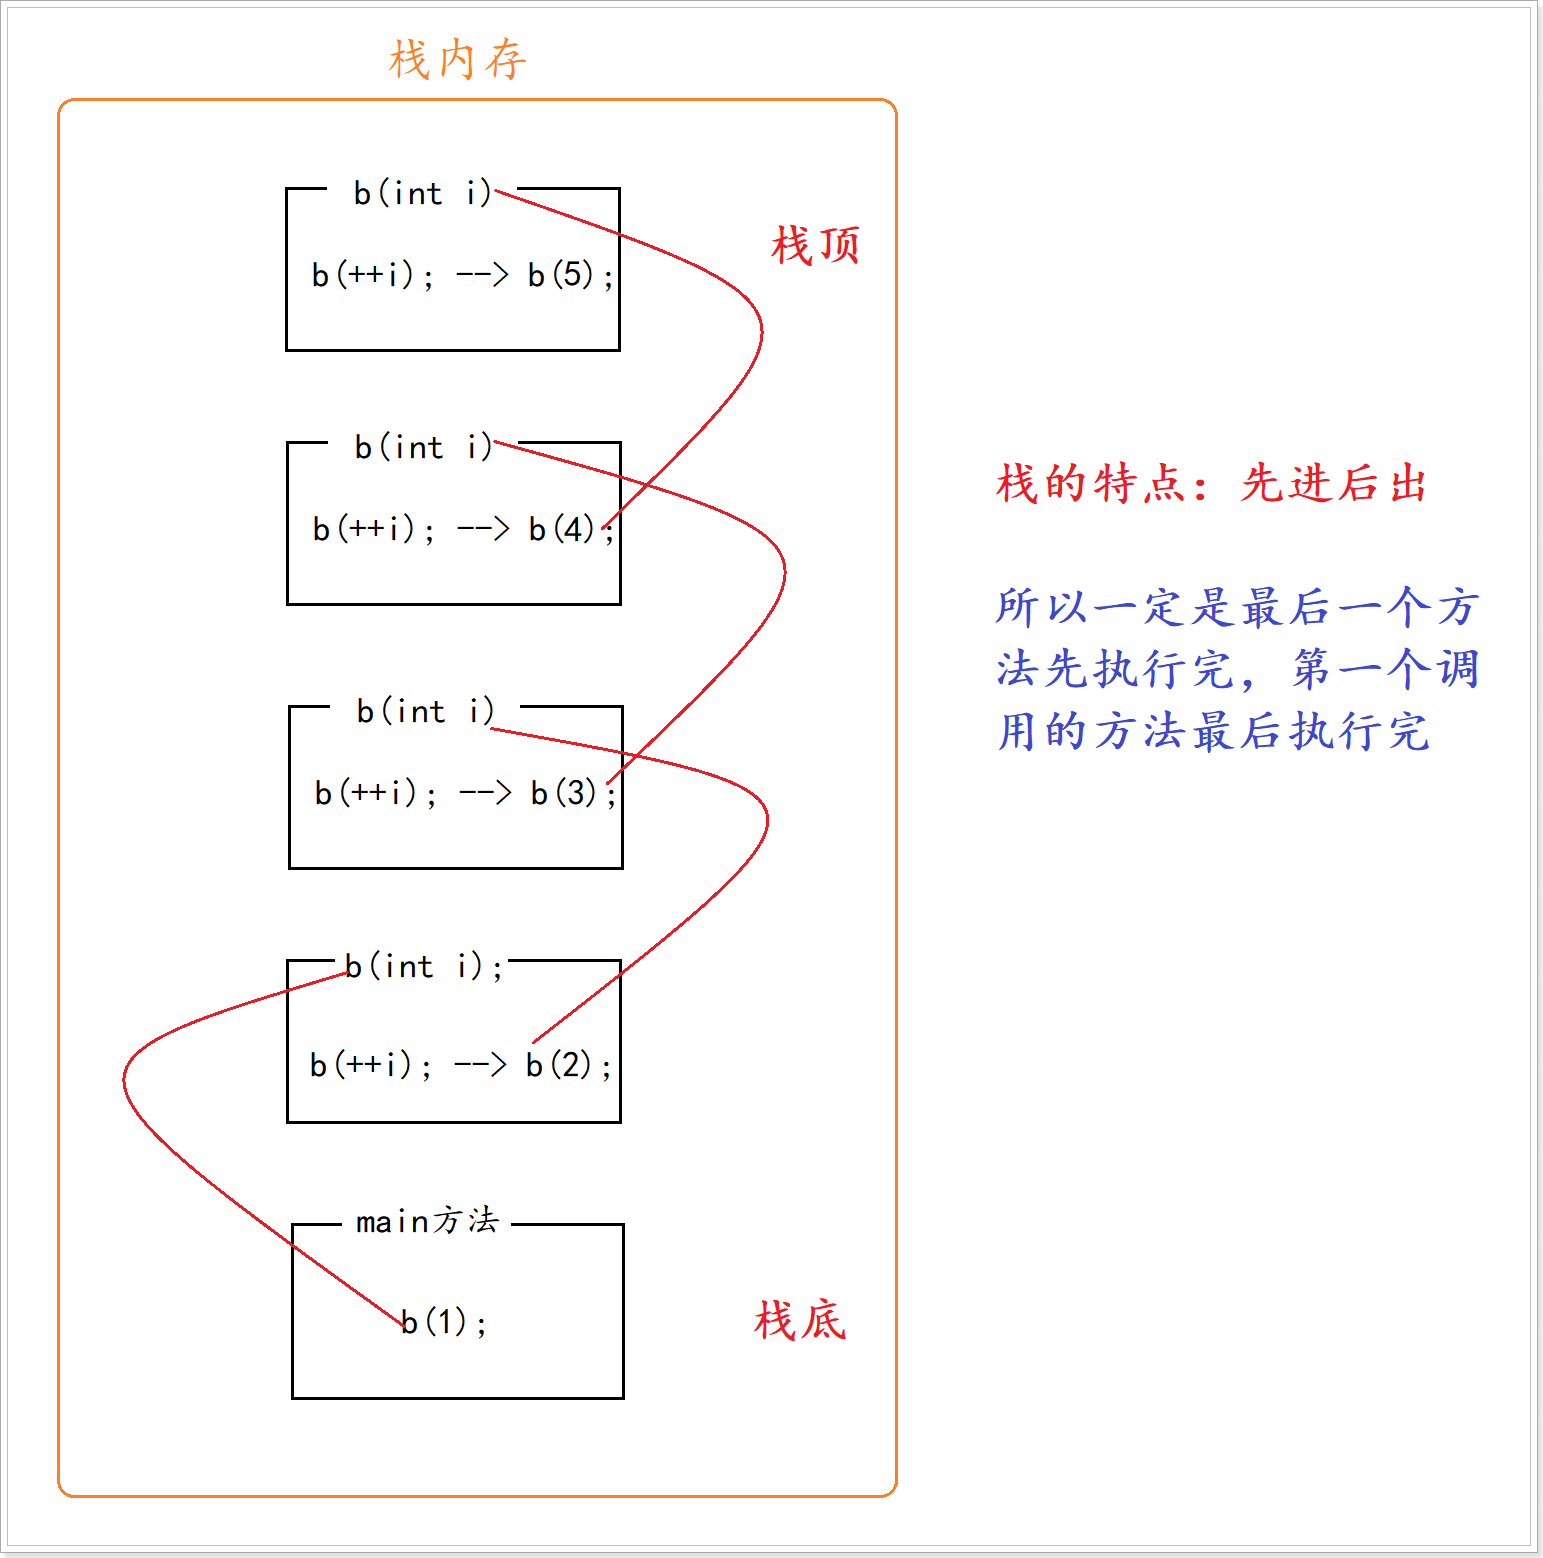 栈内存
b(int i)
b(++i); --> b(5);
栈顶
b(int i)
b(++i); --> b(4);
b(int i)
b(++i); --> b(3);
b(int i);
b(++i); --> b(2);
main方法
b(1);
栈底
栈的特点：先进后出
所以一定是最后一个方
法先执行完，第一个调
用的方法最后执行完